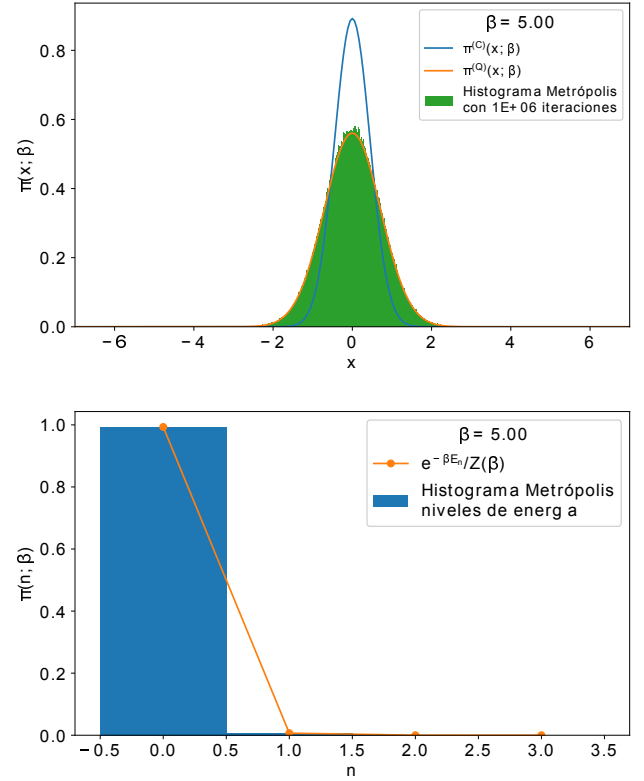 β = 5.00
π(C)(x; β)
π(Q)(x; β)
Histograma Metrópolis
con 1E+ 06 iteraciones
π(x; β)
0.8
0.6
0.4
0.2
0.0
−6 −4 −2 0 2 4 6
x
β = 5.00
e−βEn/Z(β)
Histograma Metrópolis
niveles de energ a
π(n; β)
1.0
0.8
0.6
0.4
0.2
0.0
−0.5 0.0 0.5 1.0 1.5 2.0 2.5 3.0 3.5
n